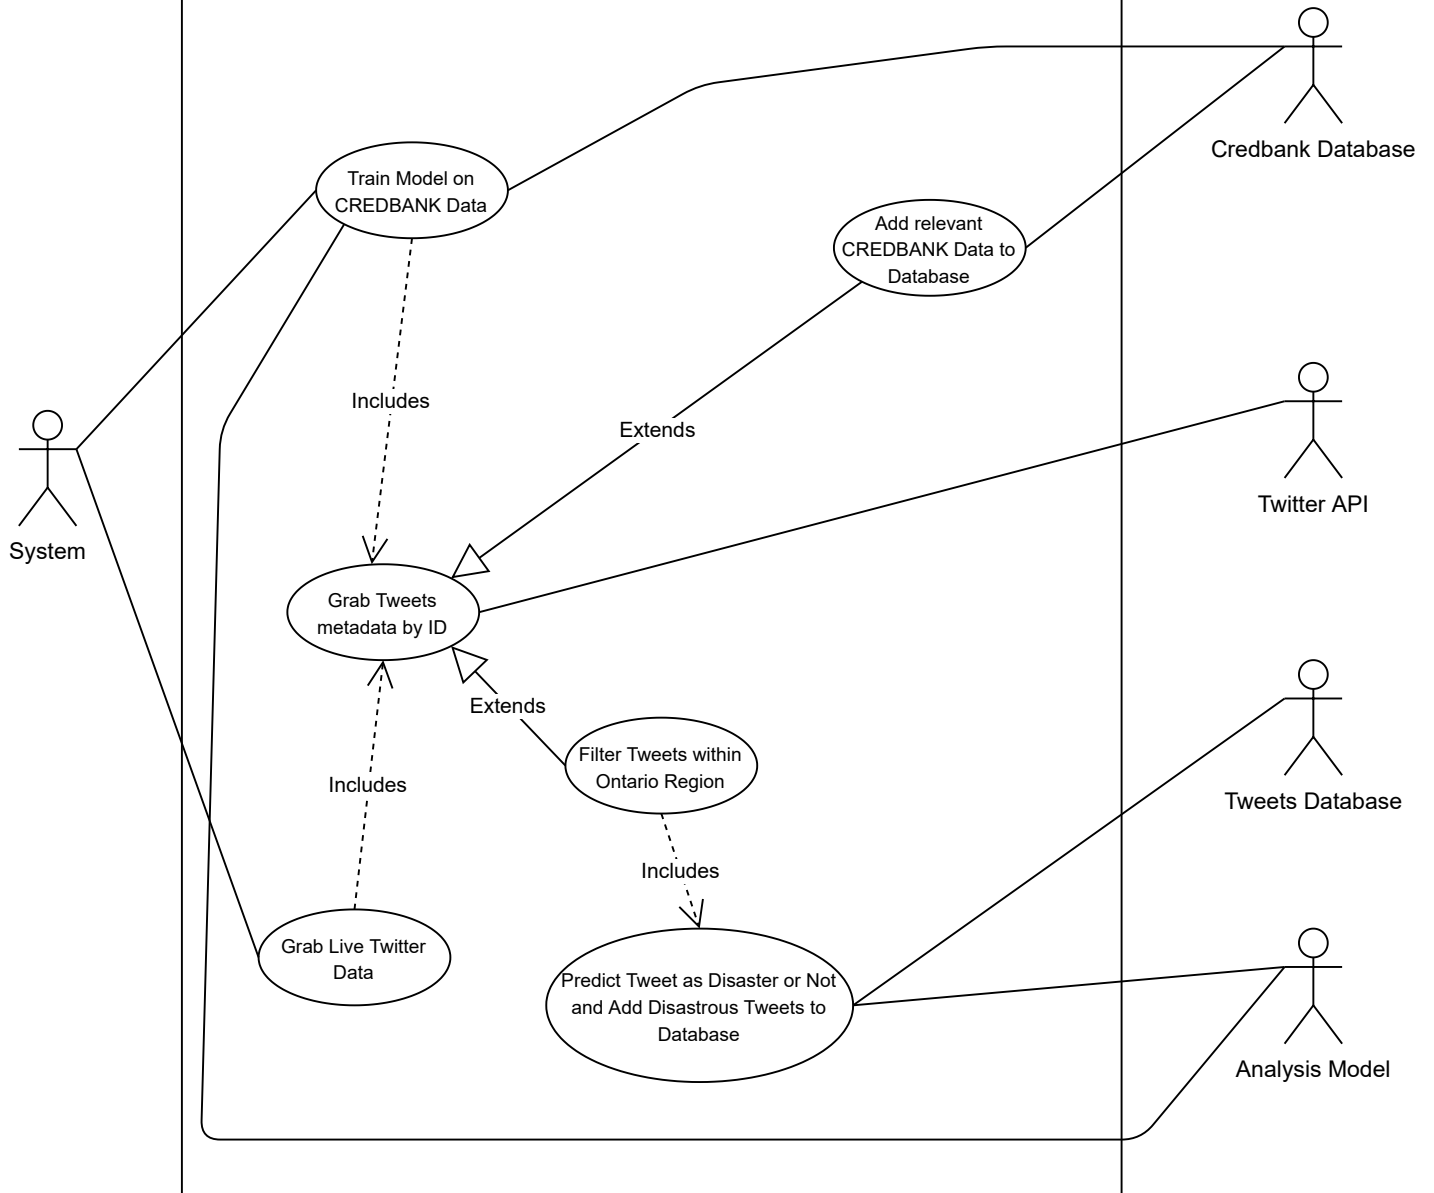 Credbank Database
Train Model on
CREDBANK Data
Add relevant
CREDBANK Data to
Database
Includes
Extends
Twitter API
System
Grab Tweets
metadata by ID
Extends
Filter Tweets within
Ontario Region
Includes
Tweets Database
Includes
Grab Live Twitter
Data
Predict Tweet as Disaster or Not
and Add Disastrous Tweets to
Database
Analysis Model